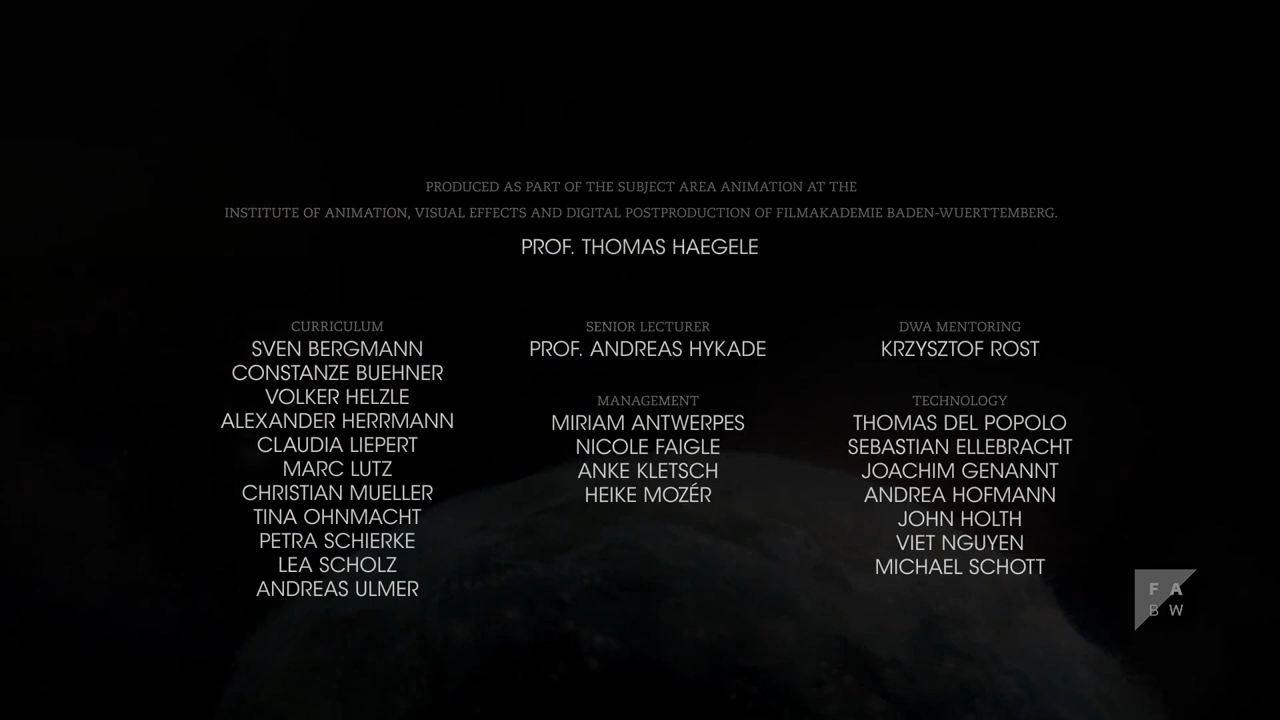 PRODUCED AS PART OF THE SUBJECT AREA ANIMATION AT THE
INSTITUTE OF ANIMATION, VISUAL EFFECTS AND DIGITAL POSTPRODUCTION OF FILMAKADEMIE BADEN-WUERTTEMBERG.
PROF. THOMAS HAEGELE
CURRICULUM
SVEN BERGMANN
CONSTANZE BUEHNER
VOLKER HELZLE
ALEXANDER HERRMANN
CLAUDIA LIEPERT
MARC LUTZ
CHRISTIAN MUELLER
TINA OHNMACHT
PETRA SCHIERKE
LEA SCHOLZ
ANDREAS ULMER
SENIOR LECTURER
PROF. ANDREAS HYKADE
MANAGEMENT
MIRIAM ANTWERPES
NICOLE FAIGLE
ANKE KLETSCH
HEIKE MOZÉR
DWA MENTORING
KRZYSZTOF ROST
TECHNOLOGY
THOMAS DEL POPOLO
SEBASTIAN ELLEBRACHT
JOACHIM GENANNT
ANDREA HOFMANN
JOHN HOLTH
VIET NGUYEN
MICHAEL SCHOTT
F A
B W